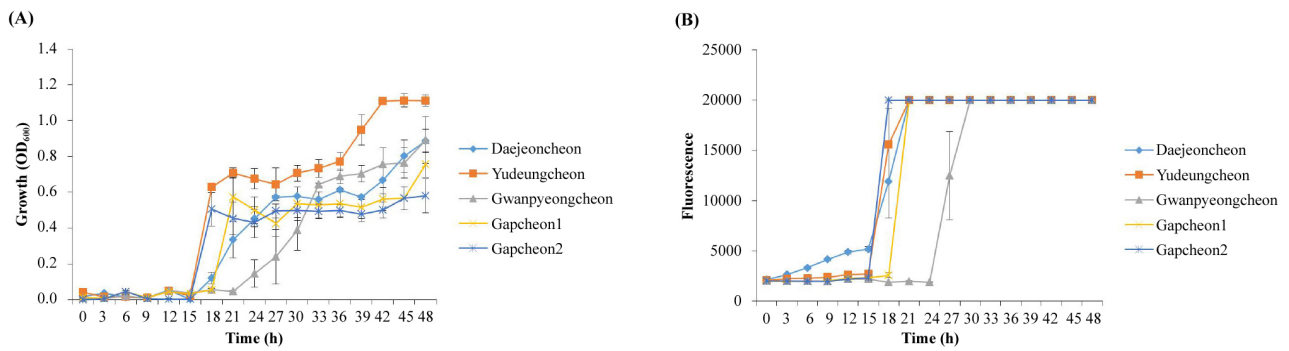 (A)
1.4
1.2
1.0
0.8
0.6
0.4
0.2
0.0
Growth (OD600)
0 3 6 9 12 15 18 21 24 27 30 33 36 39 42 45 48
Time (h)
Daejeoncheon
Yudeungcheon
Gwanpyeongcheon
Gapcheon1
Gapcheon2
(B)
25000
20000
15000
10000
5000
0
Fluorescence
0 3 6 9 12 15 18 21 24 27 30 33 36 39 42 45 48
Time (h)
Daejeoncheon
Yudeungcheon
Gwanpyeongcheon
Gapcheon1
Gapcheon2